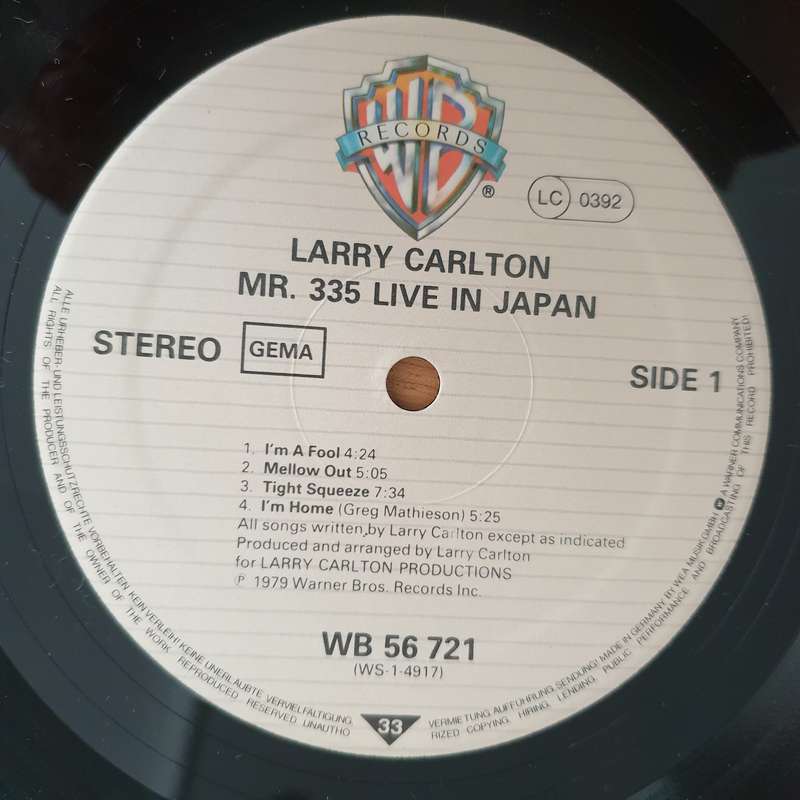 WB
RECORDS
®
LC 0392
LARRY CARLTON
MR. 335 LIVE IN JAPAN
STEREO
GEMA
SIDE 1
1. I'm A Fool 4:24
2. Mellow Out 5:05
3. Tight Squeeze 7:34
4. I'm Home (Greg Mathieson) 5:25
All songs written by Larry Carlton except as indicated
Produced and arranged by Larry Carlton
for LARRY CARLTON PRODUCTIONS
℗ 1979 Warner Bros. Records Inc.
WB 56 721
(WS-1-4917)
33
ALLE URHEBER-UND LEISTUNGSSCHUTZRECHTE VORBEHALTEN KEIN VERLEIH! KEINE UNERLAUBTE VERVIELFÄLTIGUNG, VERMIETUNG, AUFFÜHRUNG, SENDUNG! MADE IN GERMANY BY WEA MUSIK GMBH A WARNER COMMUNICATIONS COMPANY
ALL RIGHTS OF THE PRODUCER AND OF THE OWNER OF THE WORK REPRODUCED RESERVED UNAUTHO RIZED COPYING, HIRING, LENDING, PUBLIC PERFORMANCE AND BROADCASTING OF THIS RECORD PROHIBITED!